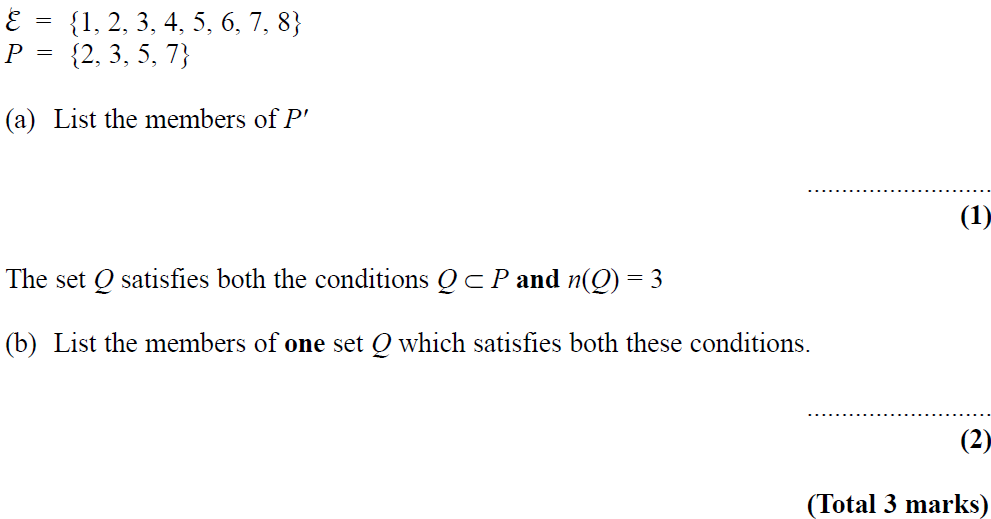 ℰ = {1, 2, 3, 4, 5, 6, 7, 8}
P = {2, 3, 5, 7}
(a) List the members of P′
...........................
(1)
The set Q satisfies both the conditions Q ⊂ P and n(Q) = 3
(b) List the members of one set Q which satisfies both these conditions.
...........................
(2)
(Total 3 marks)